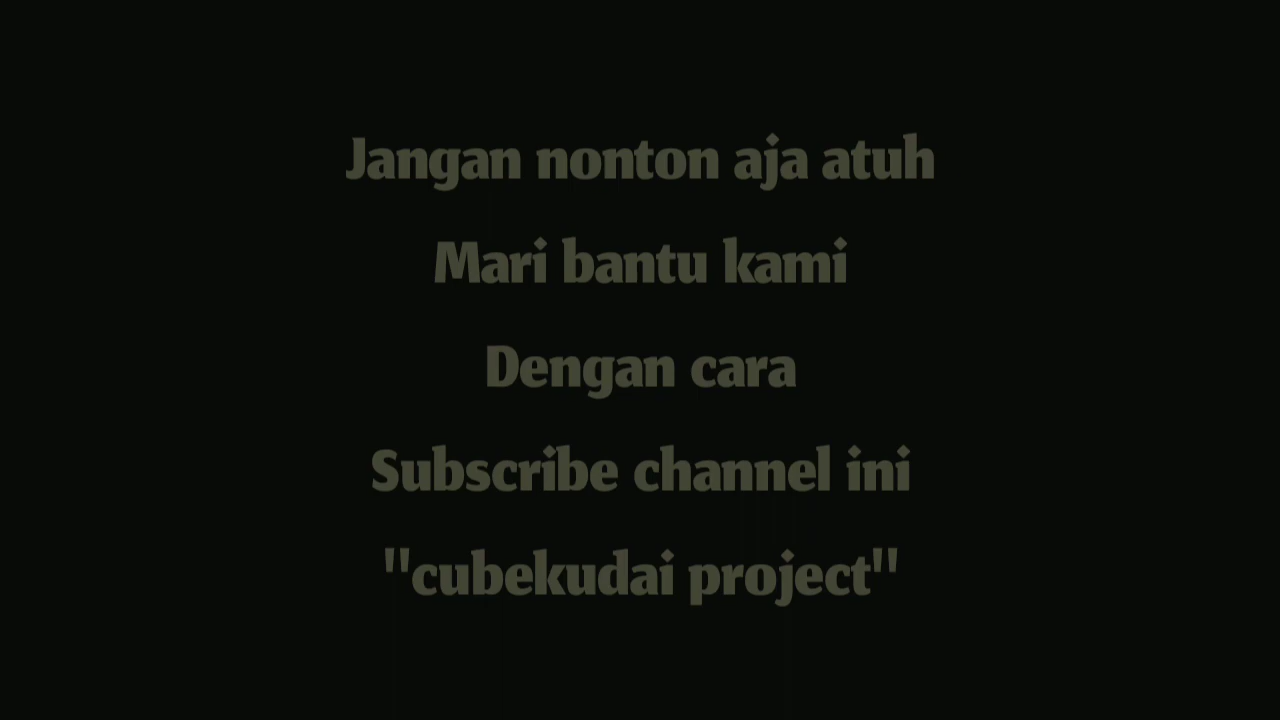 Jangan nonton aja atuh
Mari bantu kami
Dengan cara
Subscribe channel ini
"cubekudai project"